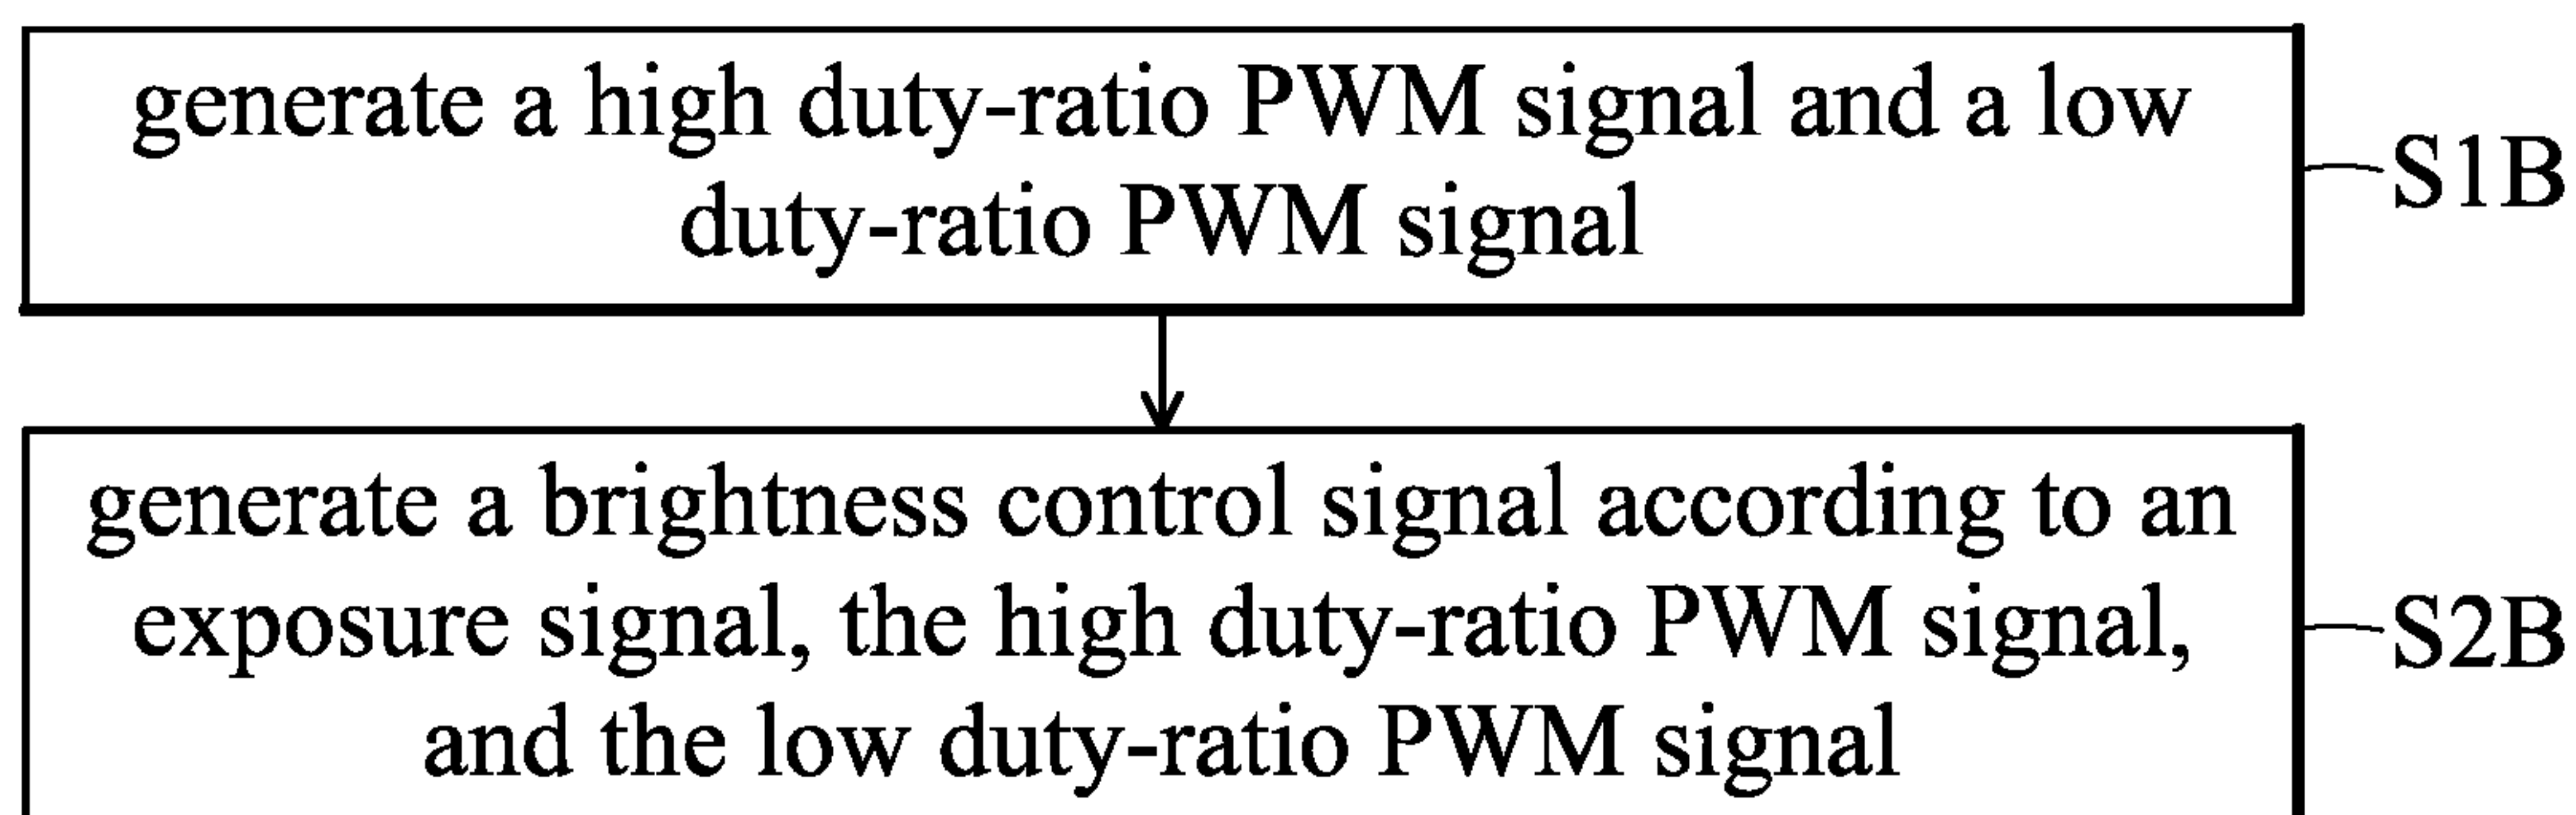 generate a high duty-ratio PWM signal and a low
duty-ratio PWM signal
S1B
generate a brightness control signal according to an
exposure signal, the high duty-ratio PWM signal,
and the low duty-ratio PWM signal
S2B